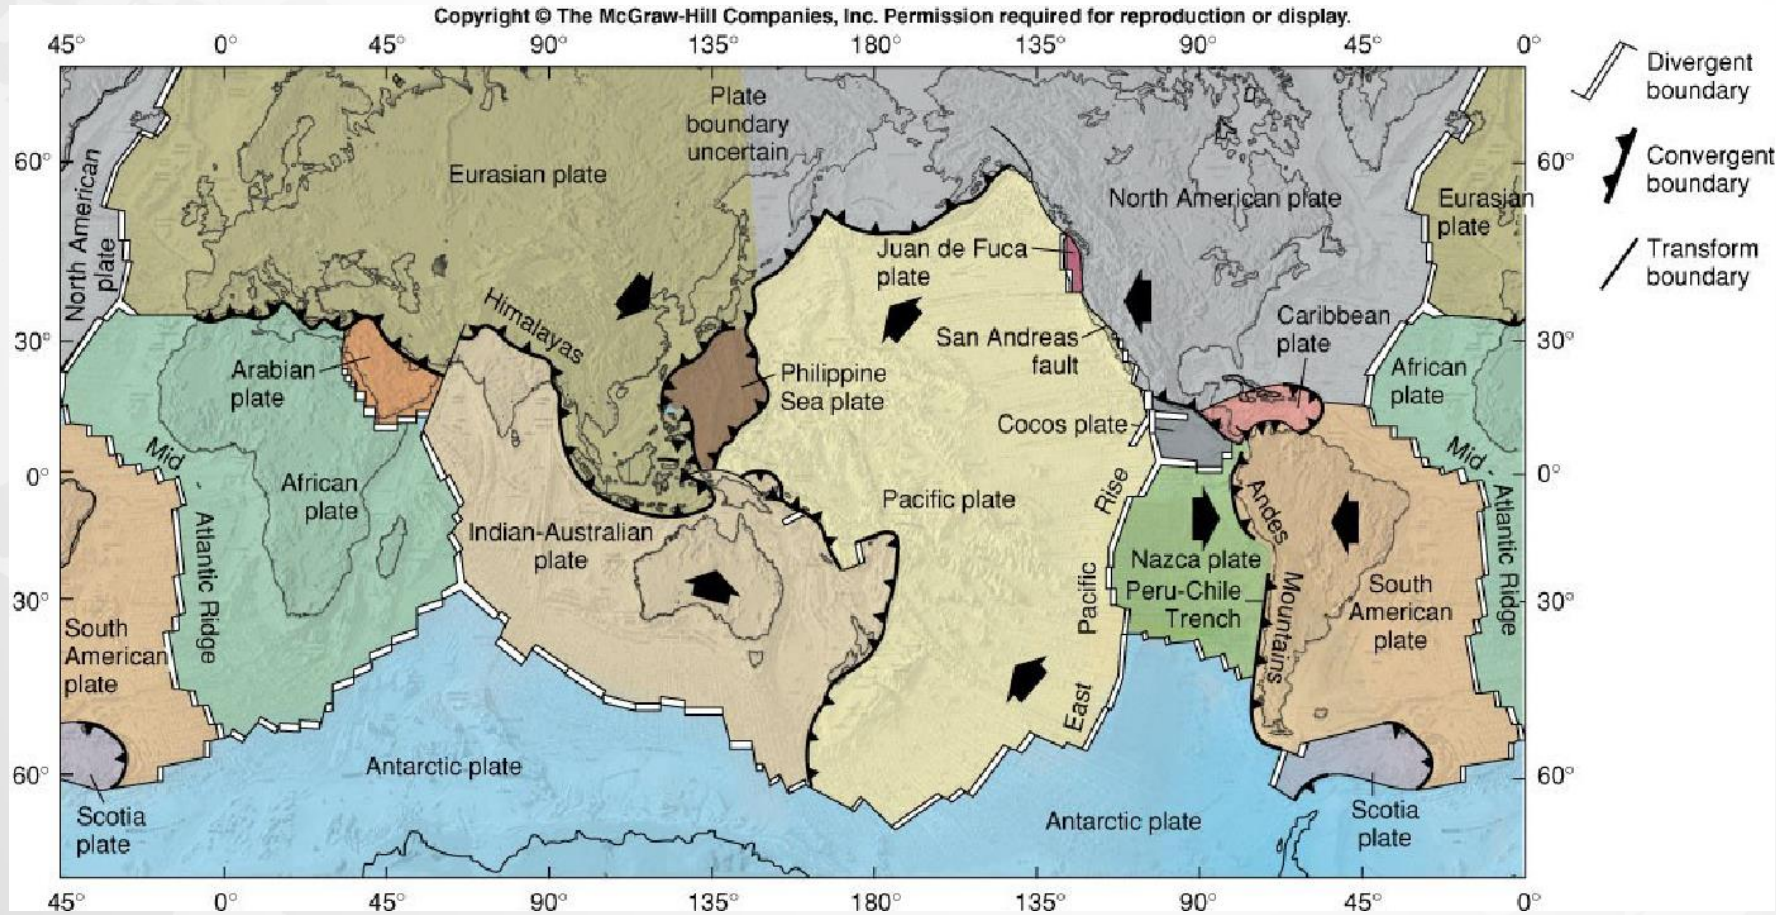 Copyright © The McGraw-Hill Companies, Inc. Permission required for reproduction or display.
45° 0° 45° 90° 135° 180° 135° 90° 45° 0°
Divergent
boundary
Convergent
boundary
Transform
boundary
60°
30°
0°
30°
60°
60°
30°
0°
30°
60°
North American
plate
Eurasian plate
Plate
boundary
uncertain
North American plate
Eurasian
plate
Juan de Fuca
plate
San Andreas
fault
Caribbean
plate
Himalayas
Arabian
plate
Philippine
Sea plate
Cocos plate
African
plate
Mid
Atlantic Ridge
African
plate
Indian-Australian
plate
Pacific plate
East
Pacific
Rise
Nazca plate
Peru-Chile
Trench
Andes
Mountains
South
American
plate
Mid-
Atlantic Ridge
South
American
plate
Scotia
plate
Antarctic plate
Antarctic plate
Scotia
plate
45° 0° 45° 90° 135° 180° 135° 90° 45° 0°